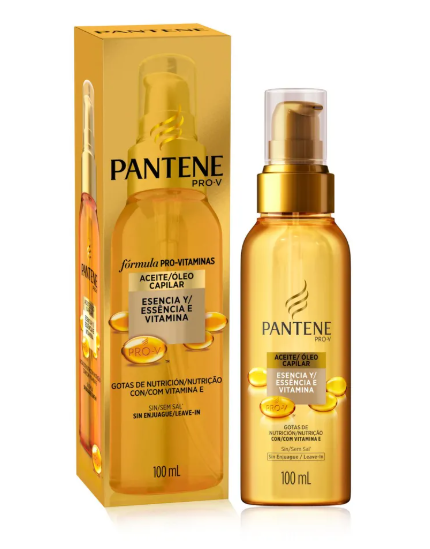 PANTENE
PANTENE
PRO-V
fórmula PRO-VITAMINAS
ACEITE/ÓLEO
CAPILAR
ESENCIA Y/
ESSÊNCIA E
VITAMINA
PRO-V
GOTAS DE NUTRICIÓN/NUTRIÇÃO
CON/COM VITAMINA E
SIN/SEM SAL
SIN ENJUAGUE/LEAVE-IN
100 mL
PANTENE
PRO-V
ACEITE/ ÓLEO
CAPILAR
ESENCIA Y/
ESSÊNCIA E
VITAMINA
PRO-V
GOTAS DE
NUTRICIÓN/NUTRIÇÃO
CON/COM VITAMINA E
Sin/Sem Sal
Sin Enjuague / Leave-In
100 mL